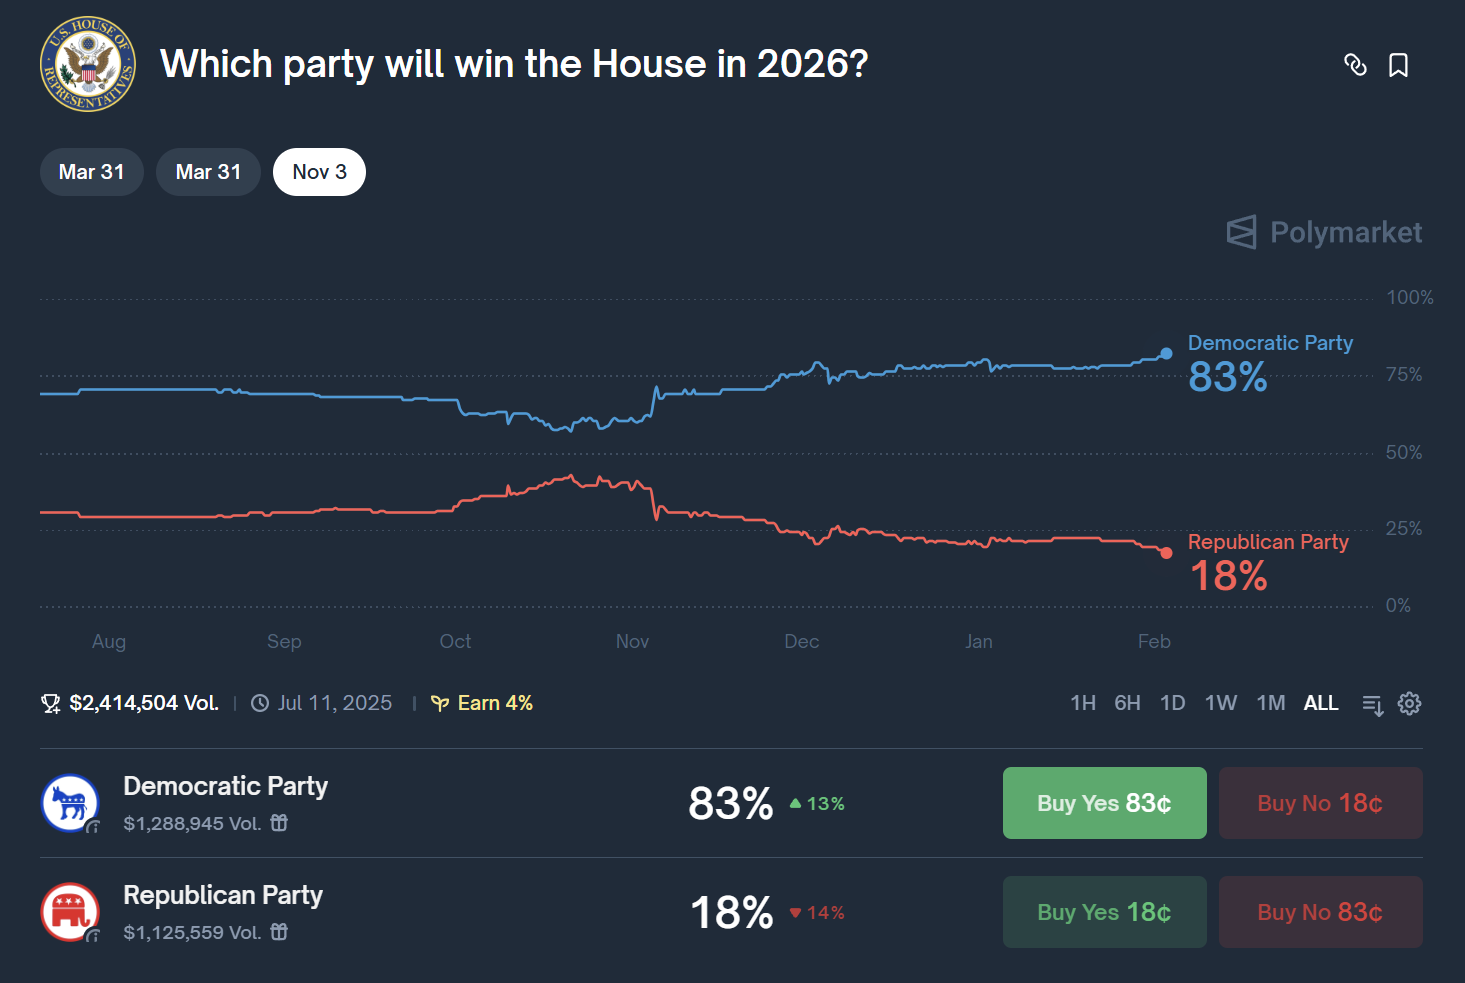 U.S. HOUSE OF REPRESENTATIVES
Which party will win the House in 2026?
Mar 31 Mar 31 Nov 3
Polymarket
100%
Democratic Party
83%
75%
50%
25%
Republican Party
18%
0%
Aug Sep Oct Nov Dec Jan Feb
$2,414,504 Vol. | Jul 11, 2025 | Earn 4% 1H 6H 1D 1W 1M ALL
Democratic Party
$1,288,945 Vol.
83% ▲ 13% Buy Yes 83¢ Buy No 18¢
Republican Party
$1,125,559 Vol.
18% ▼ 14% Buy Yes 18¢ Buy No 83¢